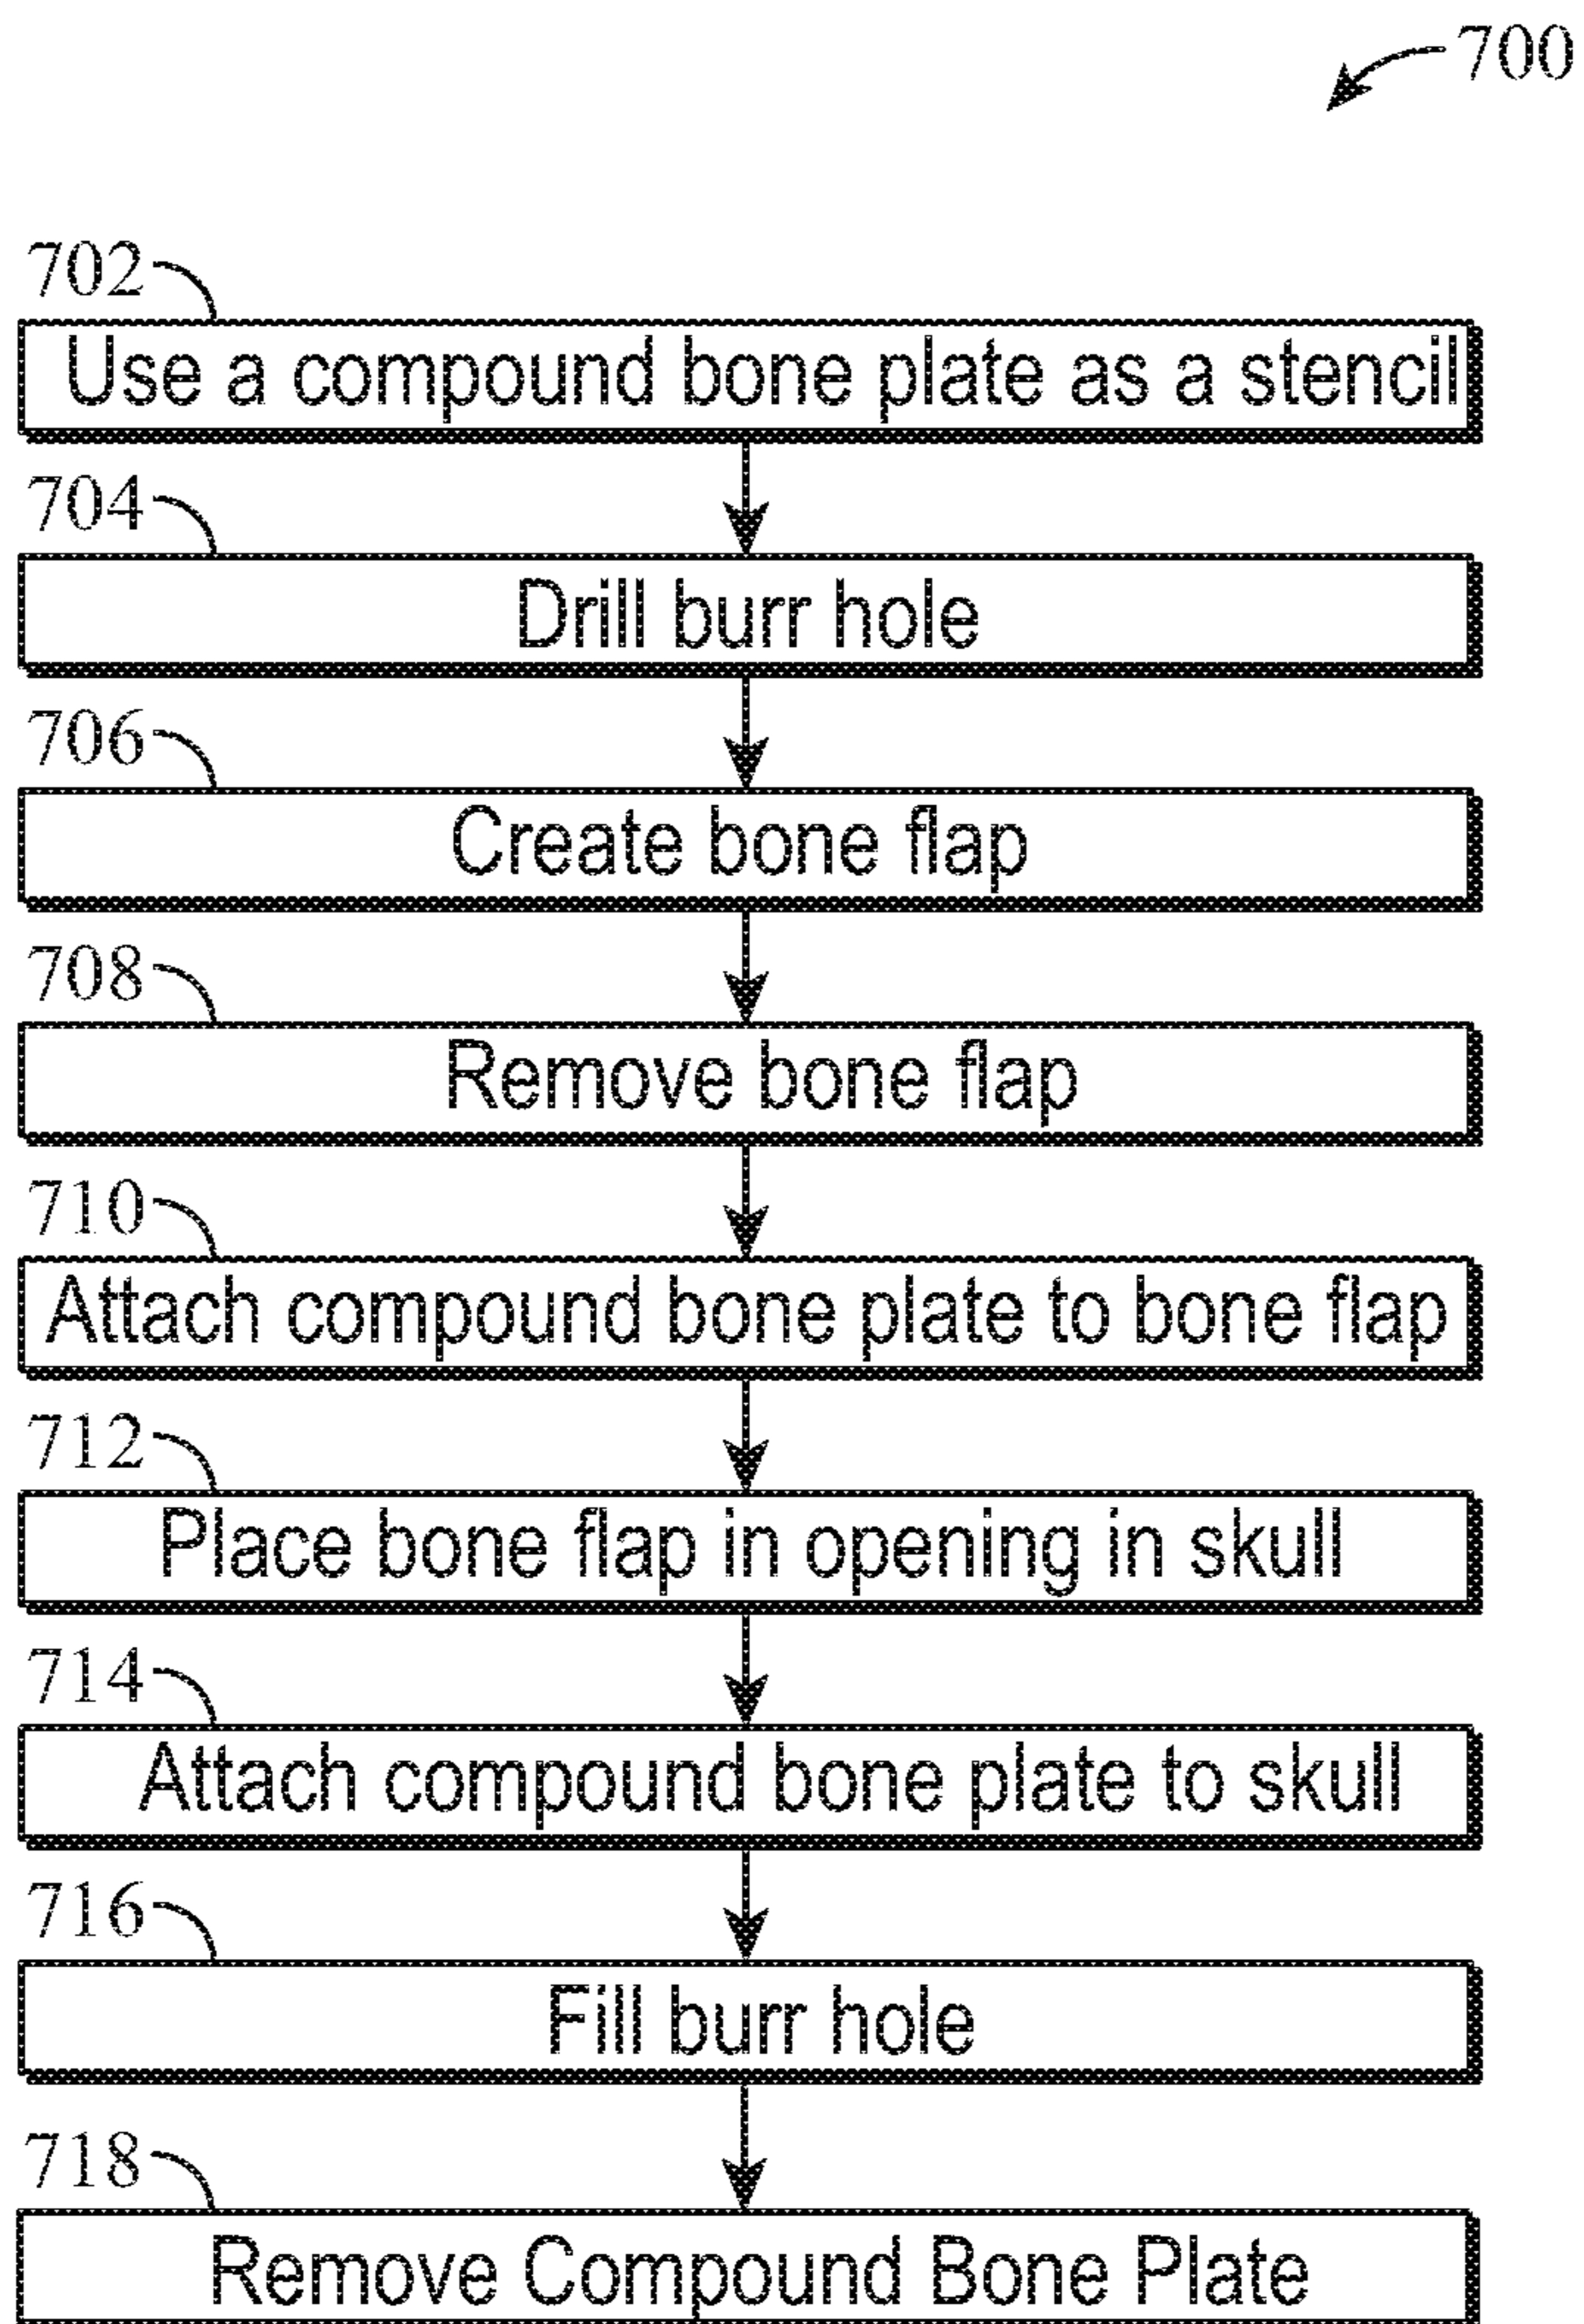 700
702
Use a compound bone plate as a stencil
704
Drill burr hole
706
Create bone flap
708
Remove bone flap
710
Attach compound bone plate to bone flap
712
Place bone flap in opening in skull
714
Attach compound bone plate to skull
716
Fill burr hole
718
Remove Compound Bone Plate